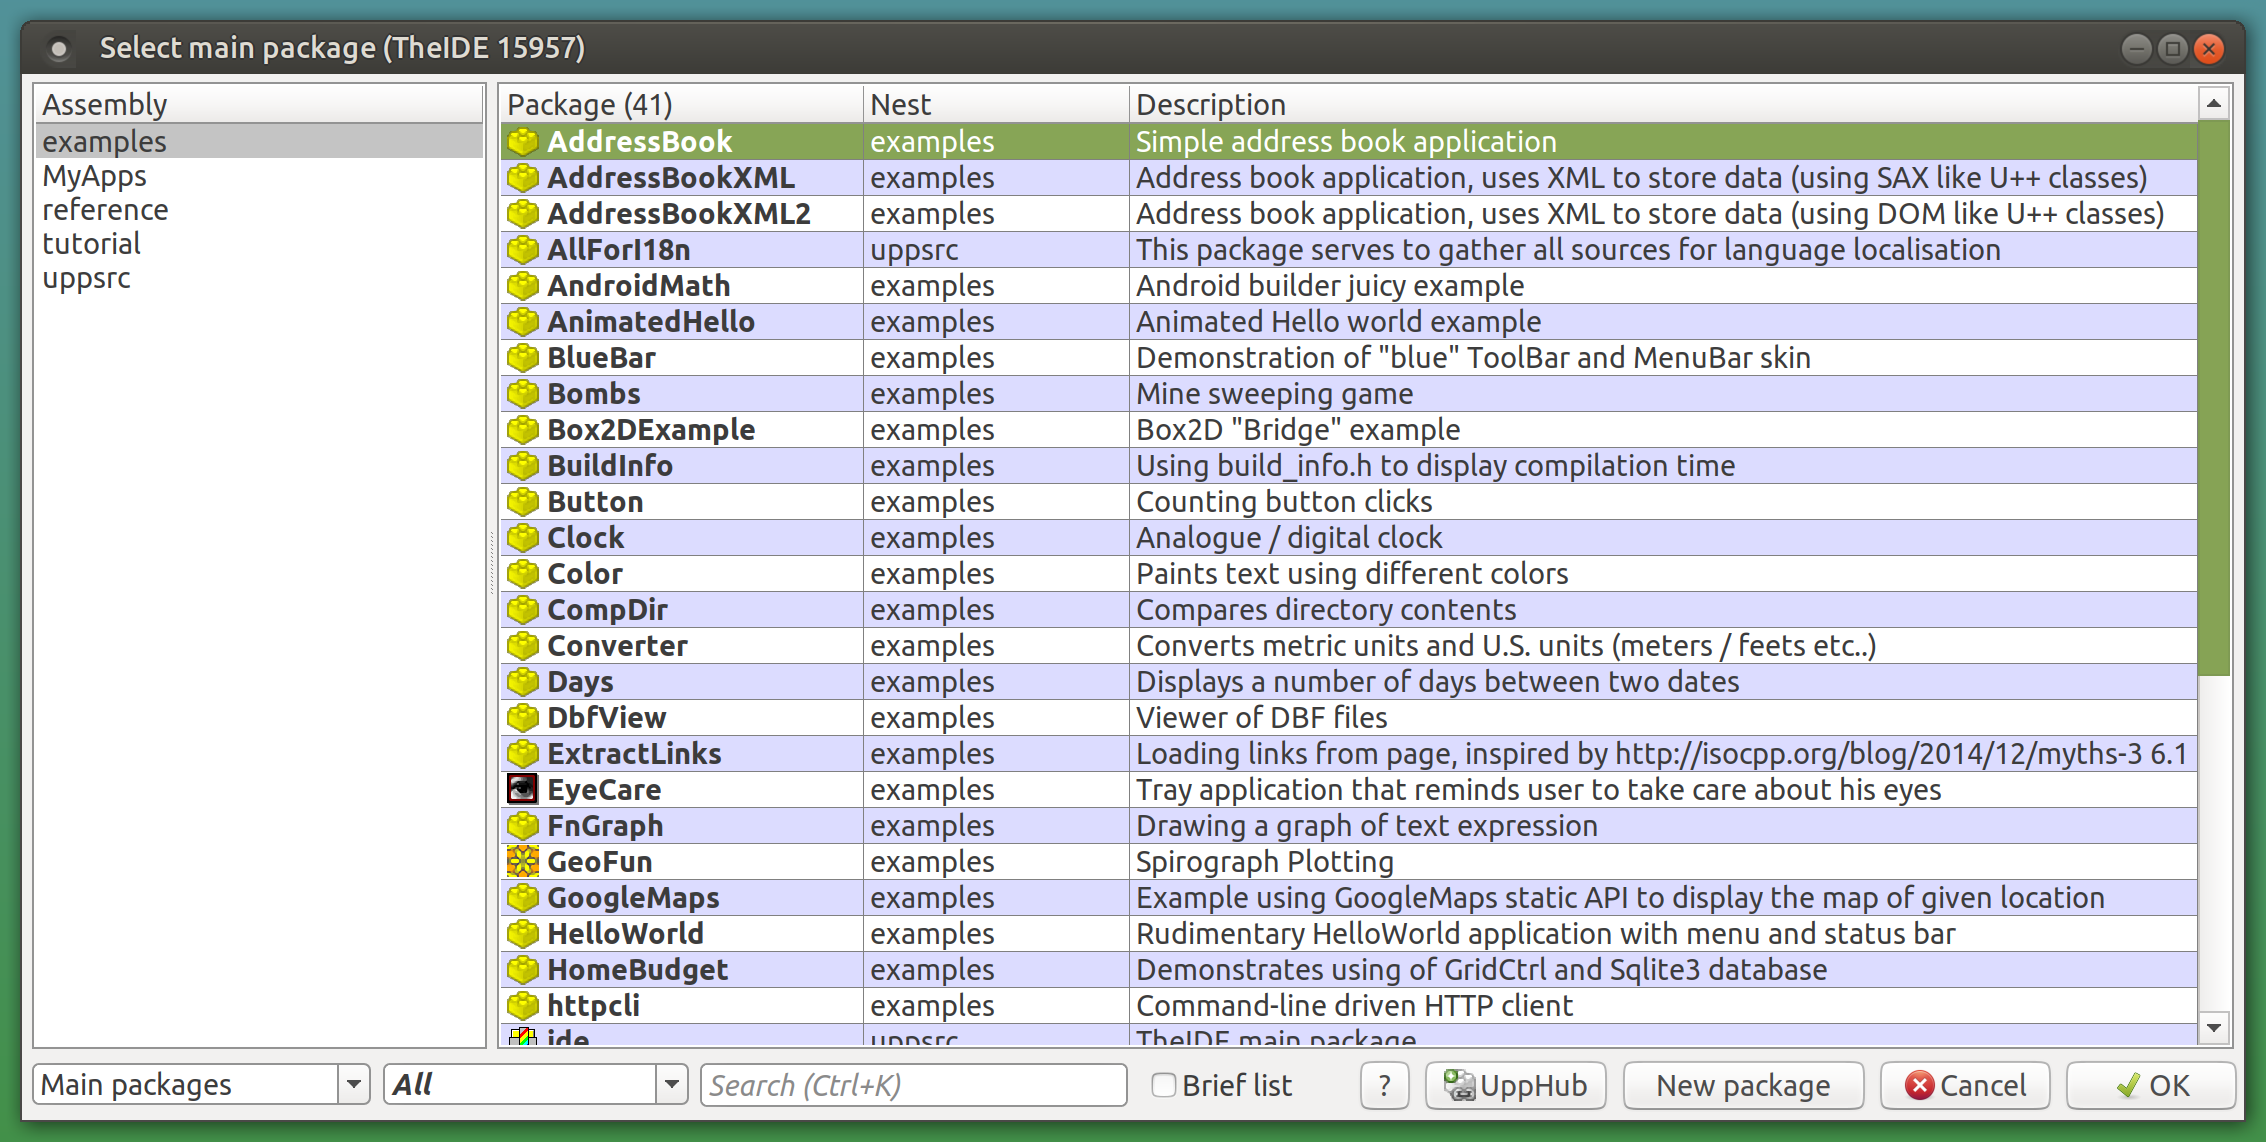 Select main package (TheIDE 15957)
Assembly
examples
MyApps
reference
tutorial
uppsrc
Package (41) Nest Description
AddressBook examples Simple address book application
AddressBookXML examples Address book application, uses XML to store data (using SAX like U++ classes)
AddressBookXML2 examples Address book application, uses XML to store data (using DOM like U++ classes)
AllForI18n uppsrc This package serves to gather all sources for language localisation
AndroidMath examples Android builder juicy example
AnimatedHello examples Animated Hello world example
BlueBar examples Demonstration of "blue" ToolBar and MenuBar skin
Bombs examples Mine sweeping game
Box2DExample examples Box2D "Bridge" example
BuildInfo examples Using build_info.h to display compilation time
Button examples Counting button clicks
Clock examples Analogue / digital clock
Color examples Paints text using different colors
CompDir examples Compares directory contents
Converter examples Converts metric units and U.S. units (meters / feets etc..)
Days examples Displays a number of days between two dates
DbfView examples Viewer of DBF files
ExtractLinks examples Loading links from page, inspired by http://isocpp.org/blog/2014/12/myths-3 6.1
EyeCare examples Tray application that reminds user to take care about his eyes
FnGraph examples Drawing a graph of text expression
GeoFun examples Spirograph Plotting
GoogleMaps examples Example using GoogleMaps static API to display the map of given location
HelloWorld examples Rudimentary HelloWorld application with menu and status bar
HomeBudget examples Demonstrates using of GridCtrl and Sqlite3 database
httpcli examples Command-line driven HTTP client
ide uppsrc TheIDE main package
Main packages All Search (Ctrl+K) Brief list ? UppHub New package Cancel OK